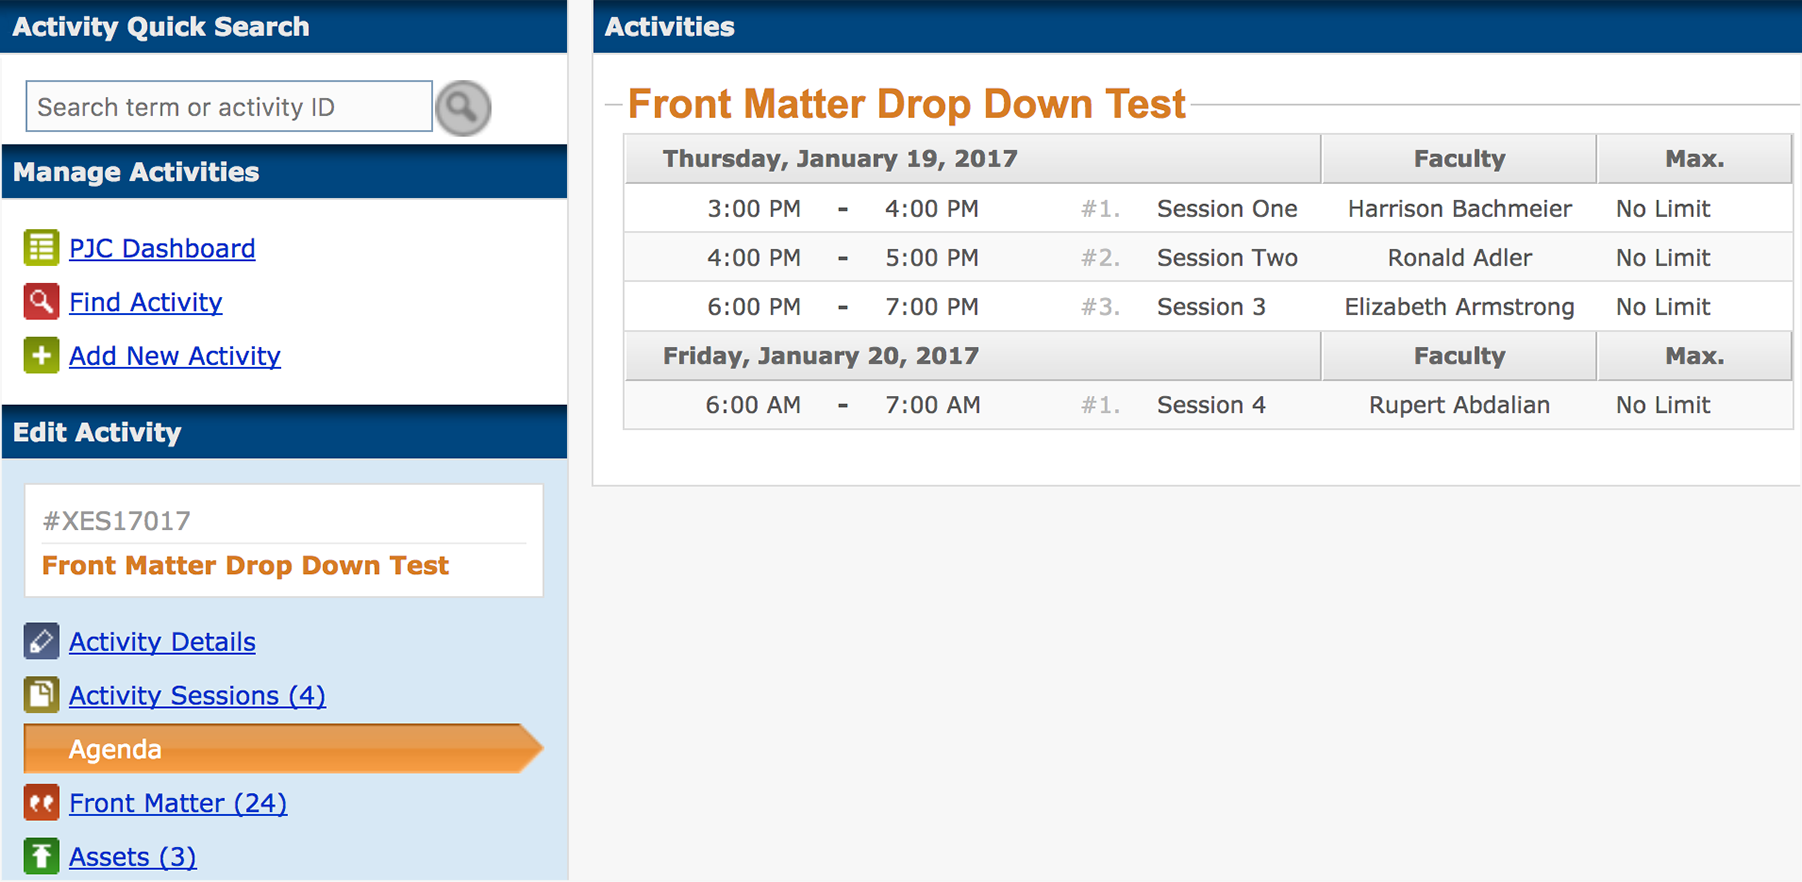 Activity Quick Search
Search term or activity ID
Manage Activities
PJC Dashboard
Find Activity
Add New Activity
Edit Activity
#XES17017
Front Matter Drop Down Test
Activity Details
Activity Sessions (4)
Agenda
Front Matter (24)
Assets (3)
Activities
Front Matter Drop Down Test
Thursday, January 19, 2017 Faculty Max.
3:00 PM - 4:00 PM #1. Session One Harrison Bachmeier No Limit
4:00 PM - 5:00 PM #2. Session Two Ronald Adler No Limit
6:00 PM - 7:00 PM #3. Session 3 Elizabeth Armstrong No Limit
Friday, January 20, 2017 Faculty Max.
6:00 AM - 7:00 AM #1. Session 4 Rupert Abdalian No Limit